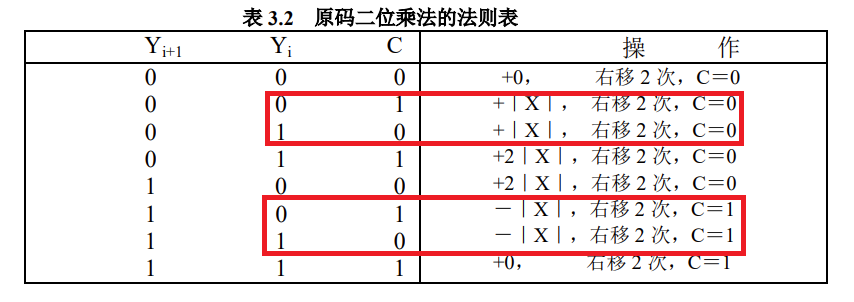 表 3.2 原码二位乘法的法则表
Yi+1 Yi C 操 作
0 0 0 +0， 右移 2 次，C＝0
0 0 1 +｜X｜，右移 2 次，C＝0
0 1 0 +｜X｜，右移 2 次，C＝0
0 1 1 +2｜X｜，右移 2 次，C＝0
1 0 0 +2｜X｜，右移 2 次，C＝0
1 0 1 －｜X｜，右移 2 次，C＝1
1 1 0 －｜X｜，右移 2 次，C＝1
1 1 1 +0， 右移 2 次，C＝1